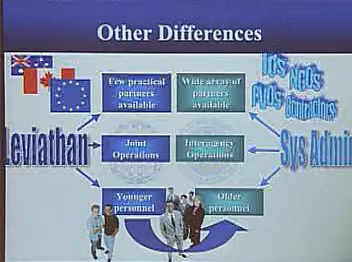 Other Differences
Few practical
partners
available
Wide array of
partners
available
IOs
NGOs
PVOs
Contractors
Leviathan
Joint
Operations
Interagency
Operations
Sys Admin
Younger
personnel
Older
personnel